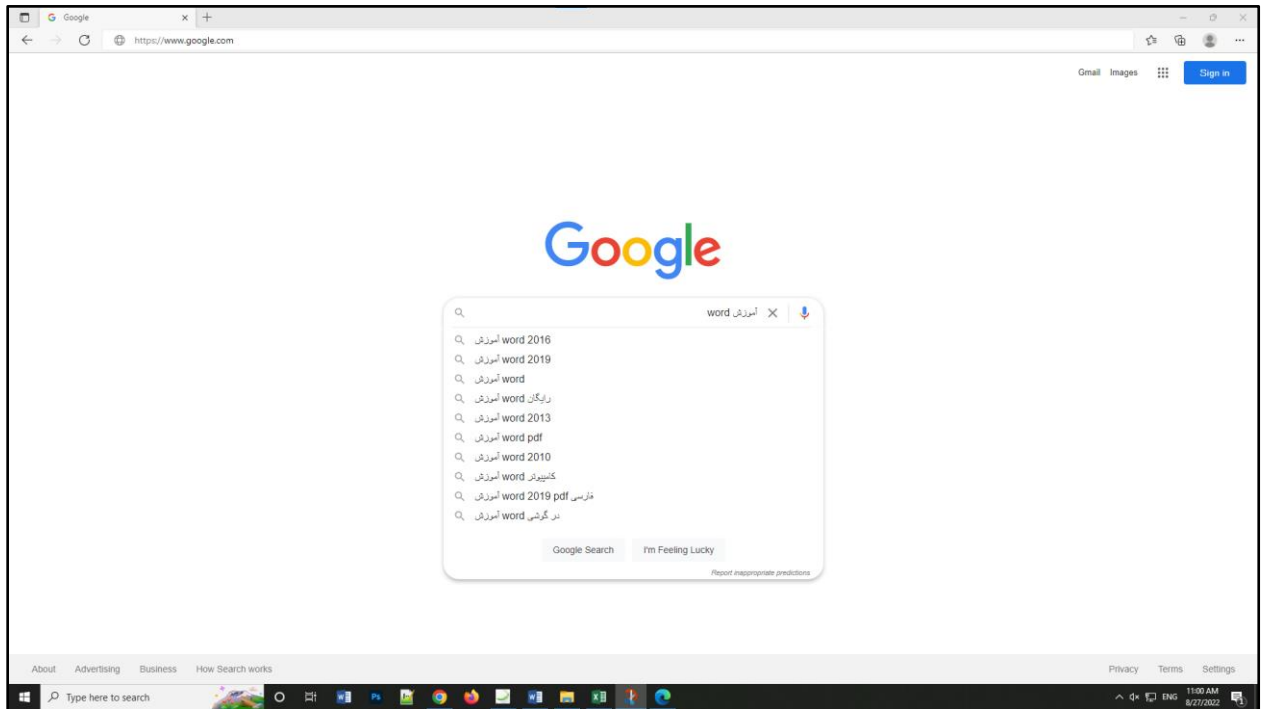 Google
https://www.google.com
Gmail Images Sign in
Google
آموزش word
آموزش word 2016
آموزش word 2019
آموزش word
آموزش word رایگان
آموزش word 2013
آموزش word pdf
آموزش word 2010
آموزش word کامپیوتر
آموزش word 2019 pdf فارسی
آموزش word در گوشی
Google Search I'm Feeling Lucky
Report inappropriate predictions
About Advertising Business How Search works Privacy Terms Settings
Type here to search
ENG 11:00 AM
8/27/2022